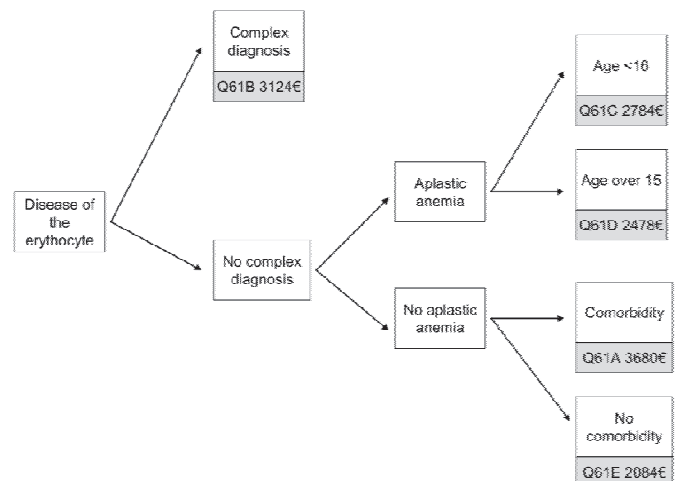 Complex
diagnosis
Q61B 3124€
Disease of
the
erythocyte
No complex
diagnosis
Aplastic
anemia
No aplastic
anemia
Age <16
Q61C 2784€
Age over 15
Q61D 2478€
Comorbidity
Q61A 3680€
No
comorbidity
Q61E 2084€